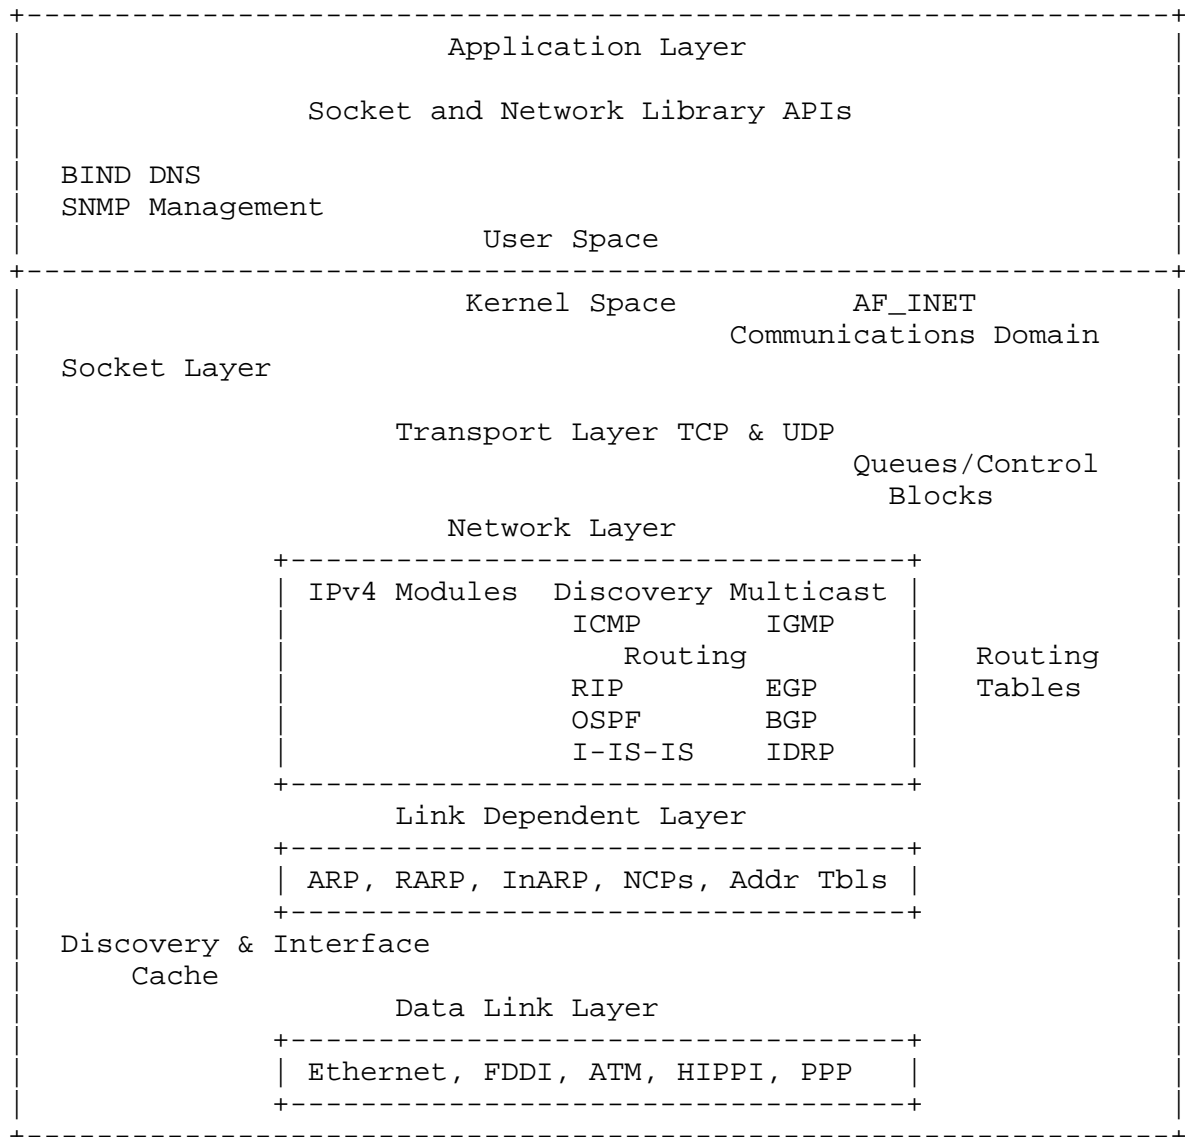 Application Layer
Socket and Network Library APIs
BIND DNS
SNMP Management
User Space
Kernel Space AF_INET
Communications Domain
Socket Layer
Transport Layer TCP & UDP
Queues/Control
Blocks
Network Layer
IPv4 Modules Discovery Multicast
ICMP IGMP
Routing Routing
RIP EGP Tables
OSPF BGP
I-IS-IS IDRP
Link Dependent Layer
ARP, RARP, InARP, NCPs, Addr Tbls
Discovery & Interface
Cache
Data Link Layer
Ethernet, FDDI, ATM, HIPPI, PPP